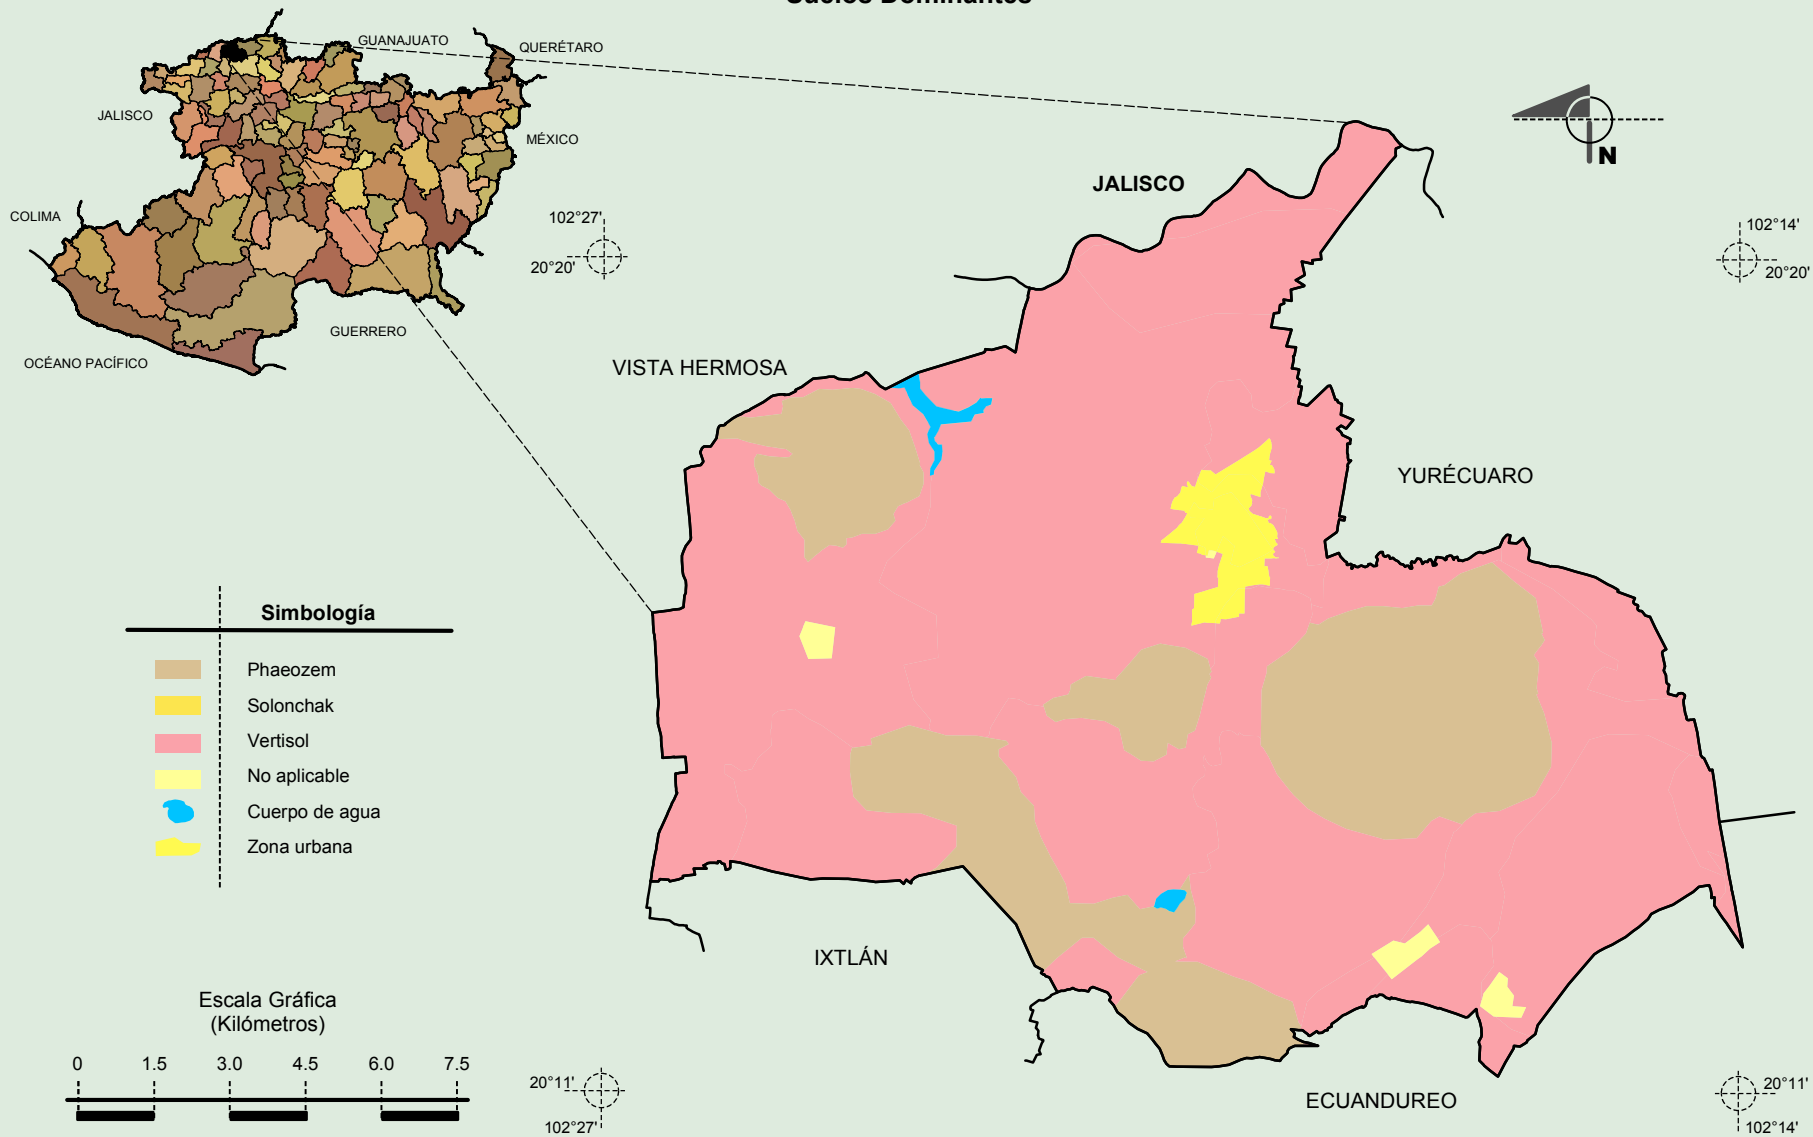 Suelos Dominantes
GUANAJUATO
QUERÉTARO
JALISCO
MÉXICO
COLIMA
GUERRERO
OCÉANO PACÍFICO
N
JALISCO
102°27'
20°20'
102°14'
20°20'
VISTA HERMOSA
YURÉCUARO
Simbología
Phaeozem
Solonchak
Vertisol
No aplicable
Cuerpo de agua
Zona urbana
IXTLÁN
Escala Gráfica
(Kilómetros)
0 1.5 3.0 4.5 6.0 7.5
20°11'
102°27'
ECUANDUREO
20°11'
102°14'